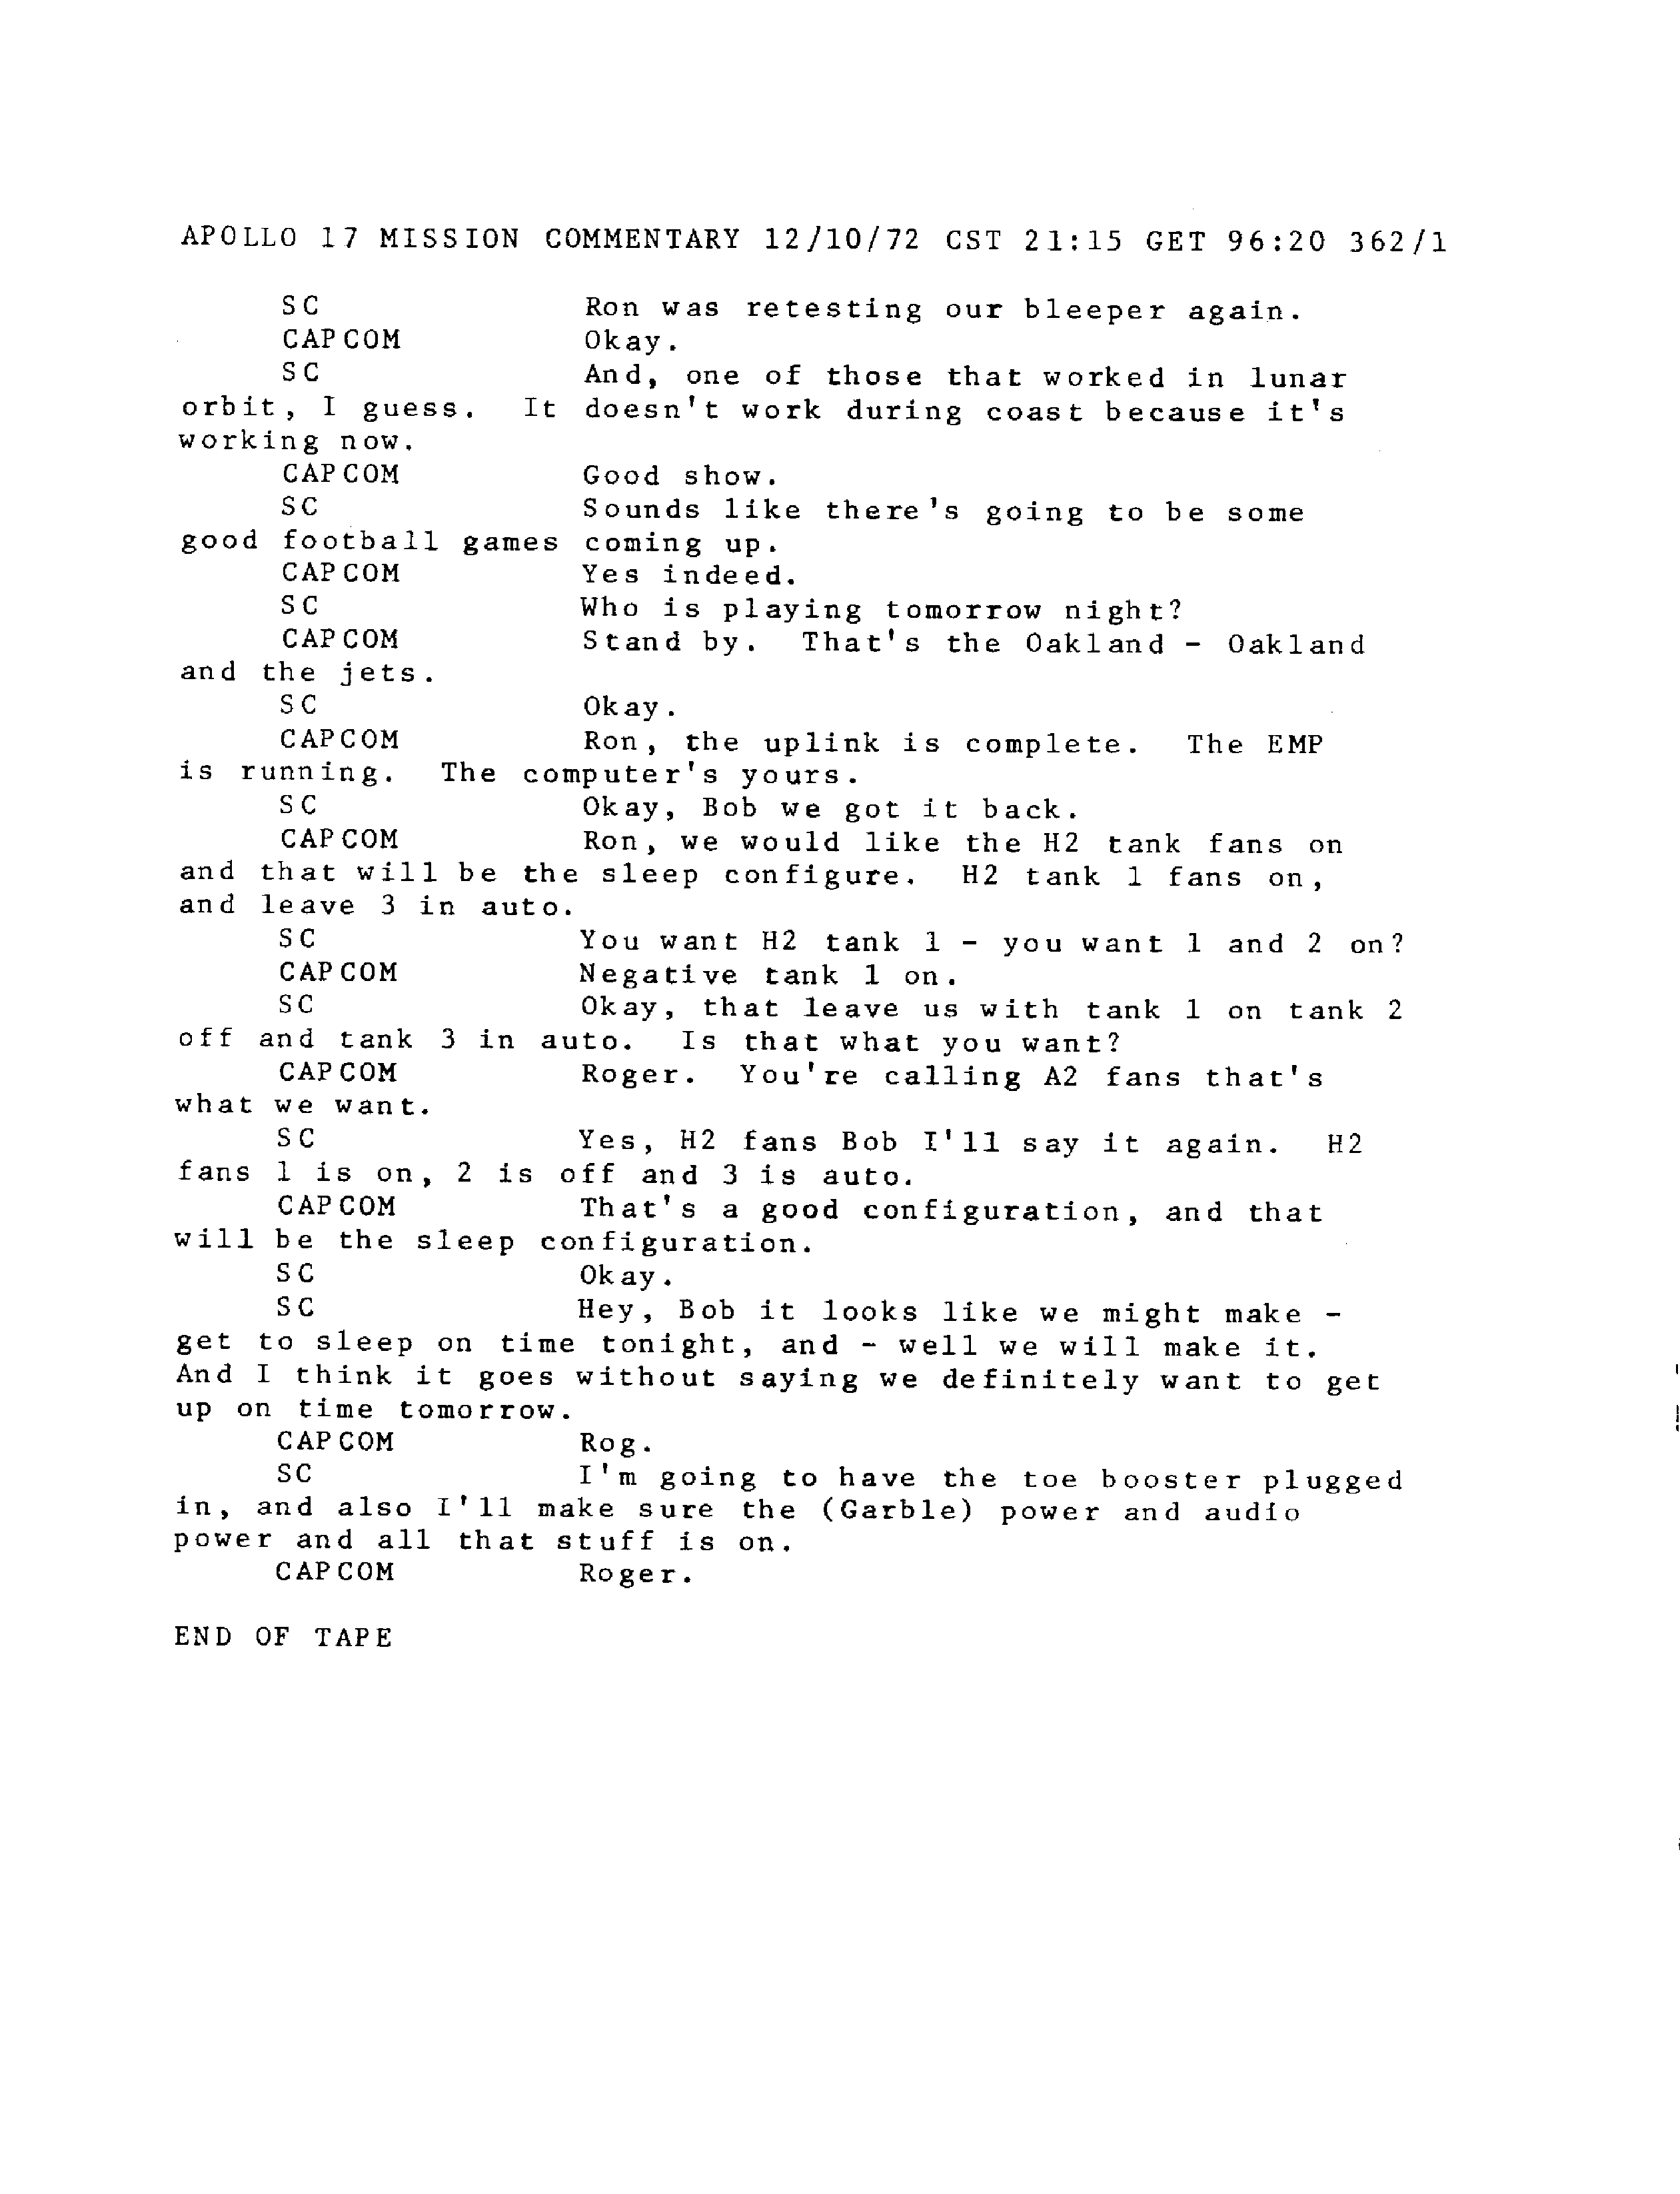 APOLLO 17 MISSION COMMENTARY 12/10/72 CST 21:15 GET 96:20 362/1
SC Ron was retesting our bleeper again.
CAPCOM Okay.
SC And, one of those that worked in lunar
orbit, I guess. It doesn't work during coast because it's
working now.
CAPCOM Good show.
SC Sounds like there's going to be some
good football games coming up.
CAPCOM Yes indeed.
SC Who is playing tomorrow night?
CAPCOM Stand by. That's the Oakland - Oakland
and the jets.
SC Okay.
CAPCOM Ron, the uplink is complete. The EMP
is running. The computer's yours.
SC Okay, Bob we got it back.
CAPCOM Ron, we would like the H2 tank fans on
and that will be the sleep configure. H2 tank 1 fans on,
and leave 3 in auto.
SC You want H2 tank 1 - you want 1 and 2 on?
CAPCOM Negative tank 1 on.
SC Okay, that leave us with tank 1 on tank 2
off and tank 3 in auto. Is that what you want?
CAPCOM Roger. You're calling A2 fans that's
what we want.
SC Yes, H2 fans Bob I'll say it again. H2
fans 1 is on, 2 is off and 3 is auto.
CAPCOM That's a good configuration, and that
will be the sleep configuration.
SC Okay.
SC Hey, Bob it looks like we might make -
get to sleep on time tonight, and - well we will make it.
And I think it goes without saying we definitely want to get
up on time tomorrow.
CAPCOM Rog.
SC I'm going to have the toe booster plugged
in, and also I'll make sure the (Garble) power and audio
power and all that stuff is on.
CAPCOM Roger.
END OF TAPE